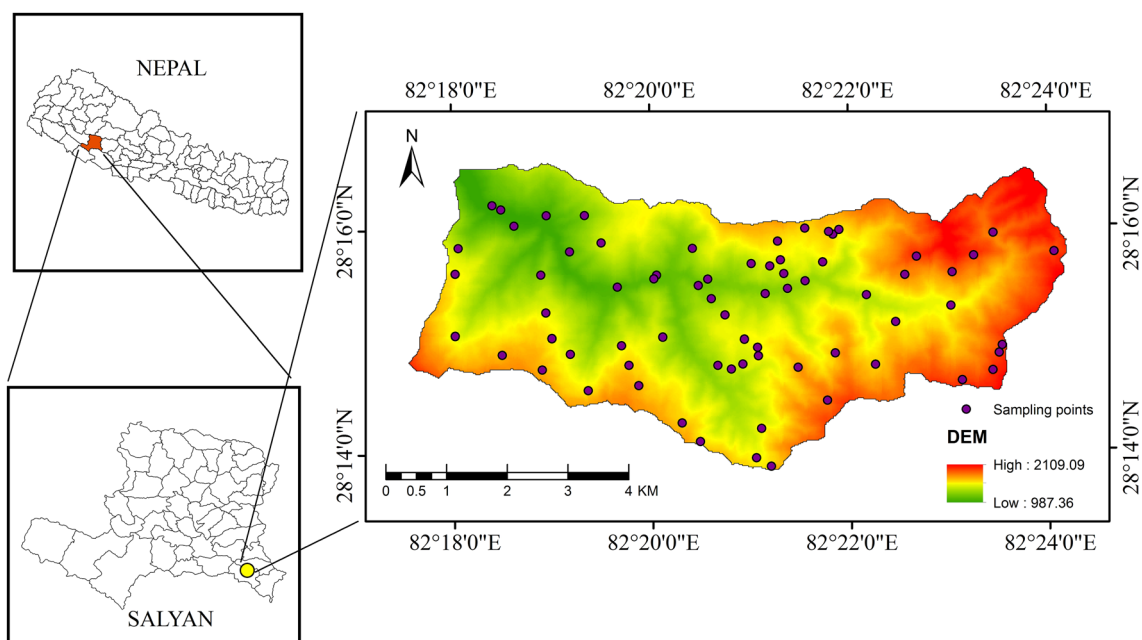 NEPAL
SALYAN
82°18'0"E 82°20'0"E 82°22'0"E 82°24'0"E
N
28°16'0"N
28°14'0"N
28°16'0"N
28°14'0"N
Sampling points
DEM
High : 2109.09
Low : 987.36
0 0.5 1 2 3 4 KM
82°18'0"E 82°20'0"E 82°22'0"E 82°24'0"E